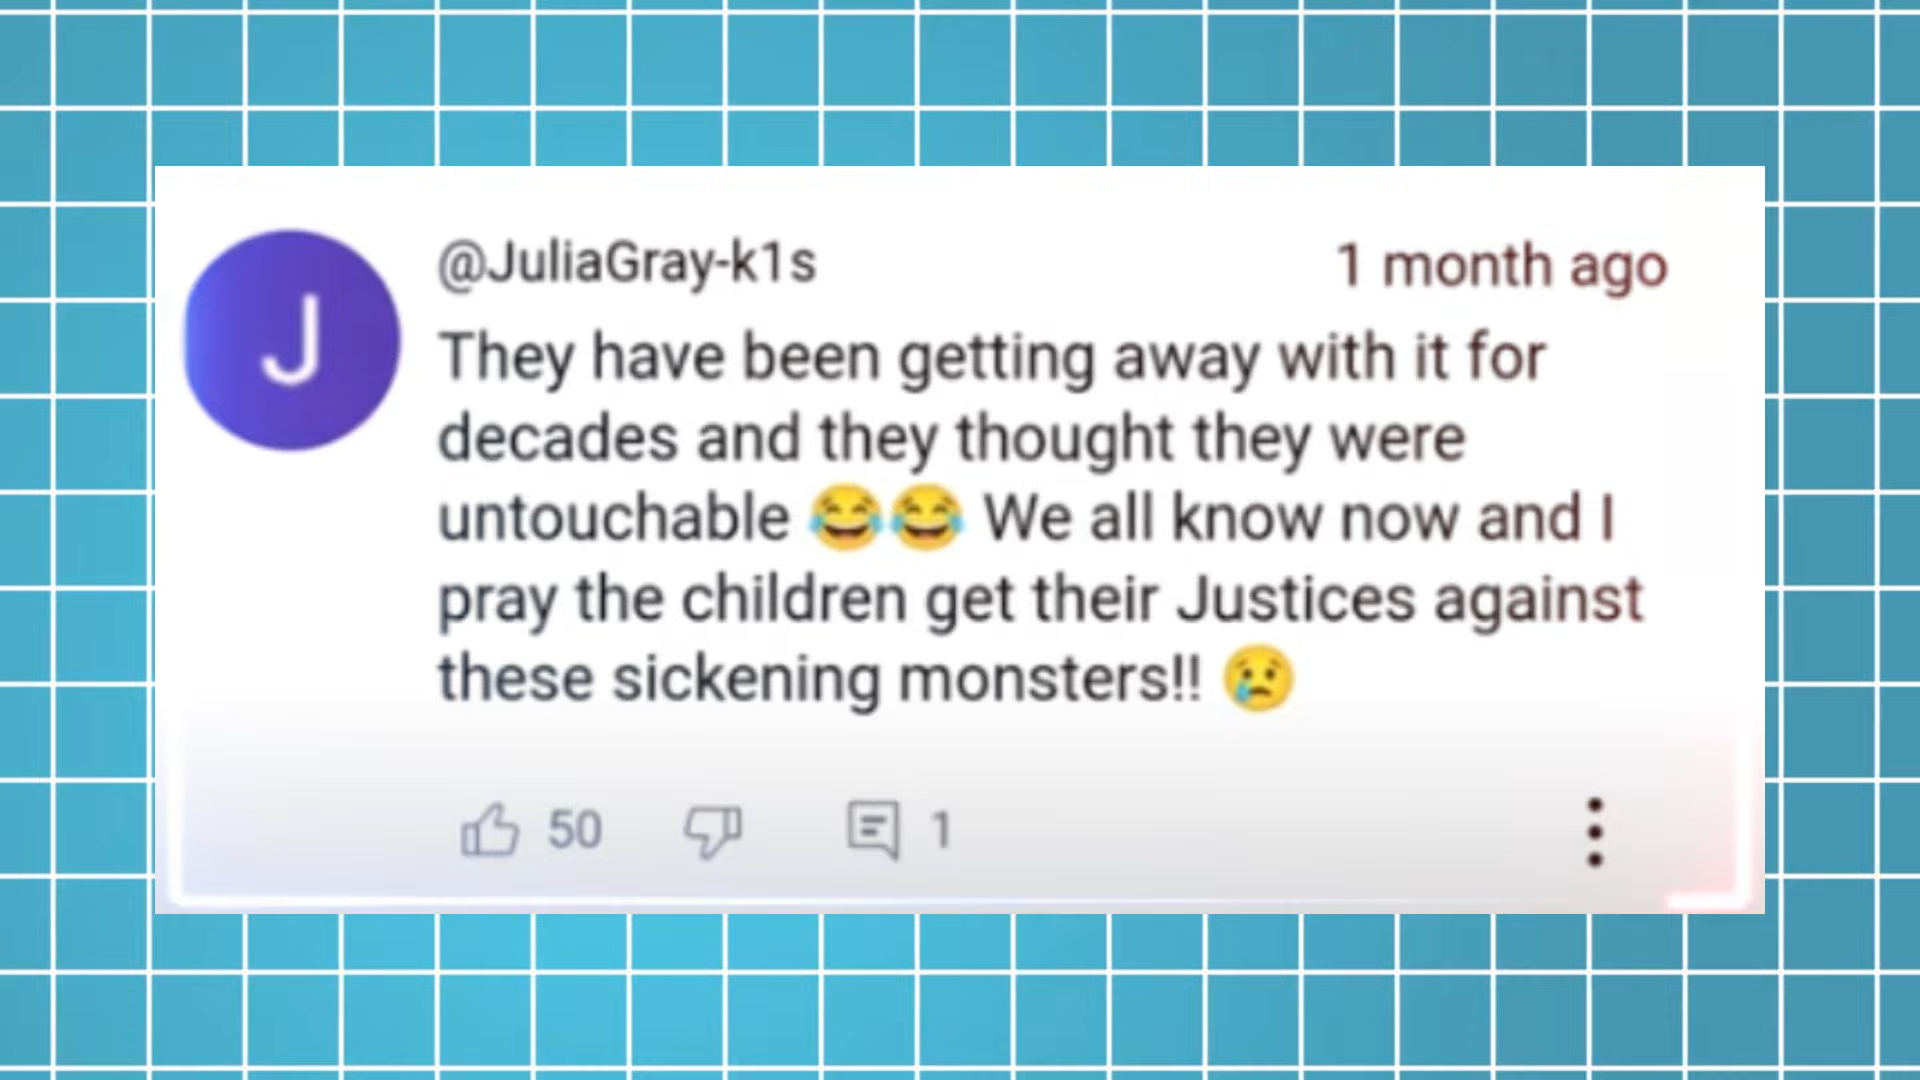 J
@JuliaGray-k1s 1 month ago
They have been getting away with it for
decades and they thought they were
untouchable 😂😂 We all know now and I
pray the children get their Justices against
these sickening monsters!! 😢
50 1